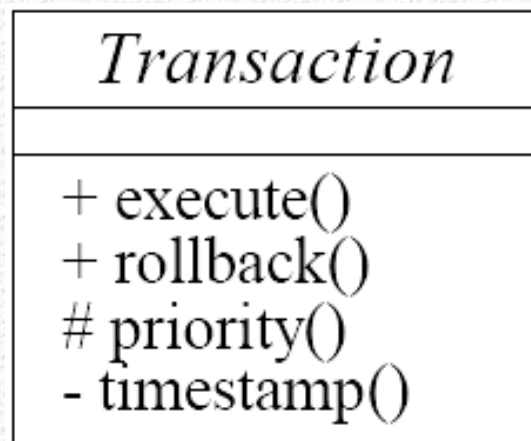 Transaction
+ execute()
+ rollback()
# priority()
- timestamp()